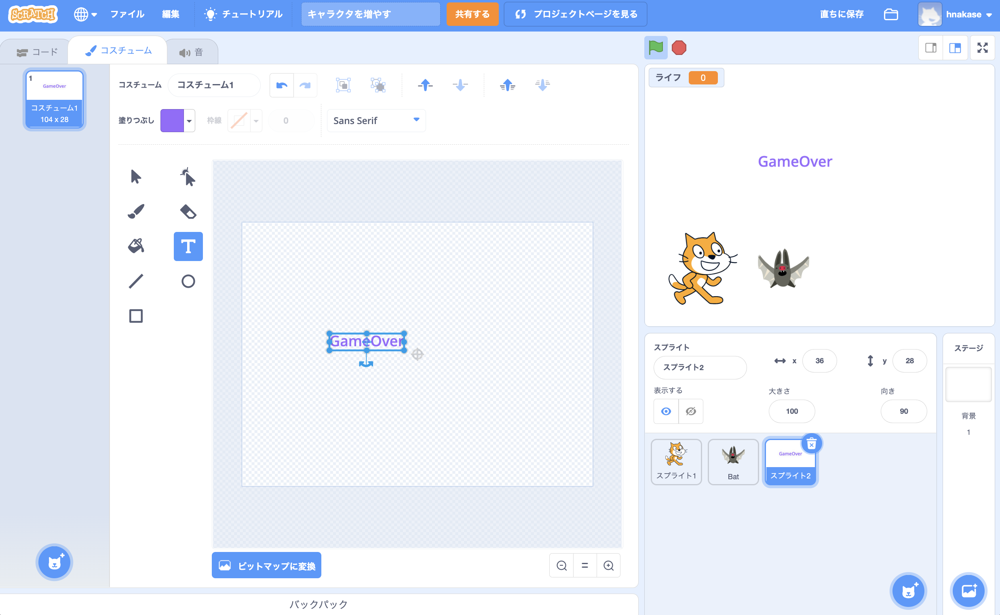 SCRATCH ファイル 編集 チュートリアル キャラクタを増やす 共有する プロジェクトページを見る 直ちに保存 hnakase
コード コスチューム 音
1
GameOver
コスチューム1
104 x 28
コスチューム コスチューム1
塗りつぶし 枠線 0 Sans Serif
T
GameOver
ビットマップに変換
バックパック
ライフ 0
GameOver
スプライト
スプライト2
x 36 y 28
表示する 大きさ 向き
100 90
スプライト1
Bat
GameOver
スプライト2
ステージ
背景
1